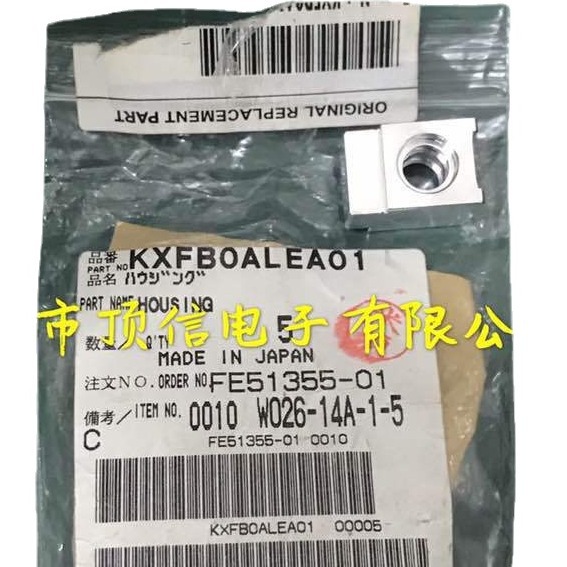 ORIGINAL REPLACEMENT PART
品番
PART NO KXFB0ALEA01
品名 ハウジング
PART NAME HOUSING
市顶信电子有限公
数量/Q'TY 5
MADE IN JAPAN
注文NO. ORDER NO. FE51355-01
備考/ITEM NO. 0010 W026-14A-1-5
C
FE51355-01 0010
KXFB0ALEA01 00005